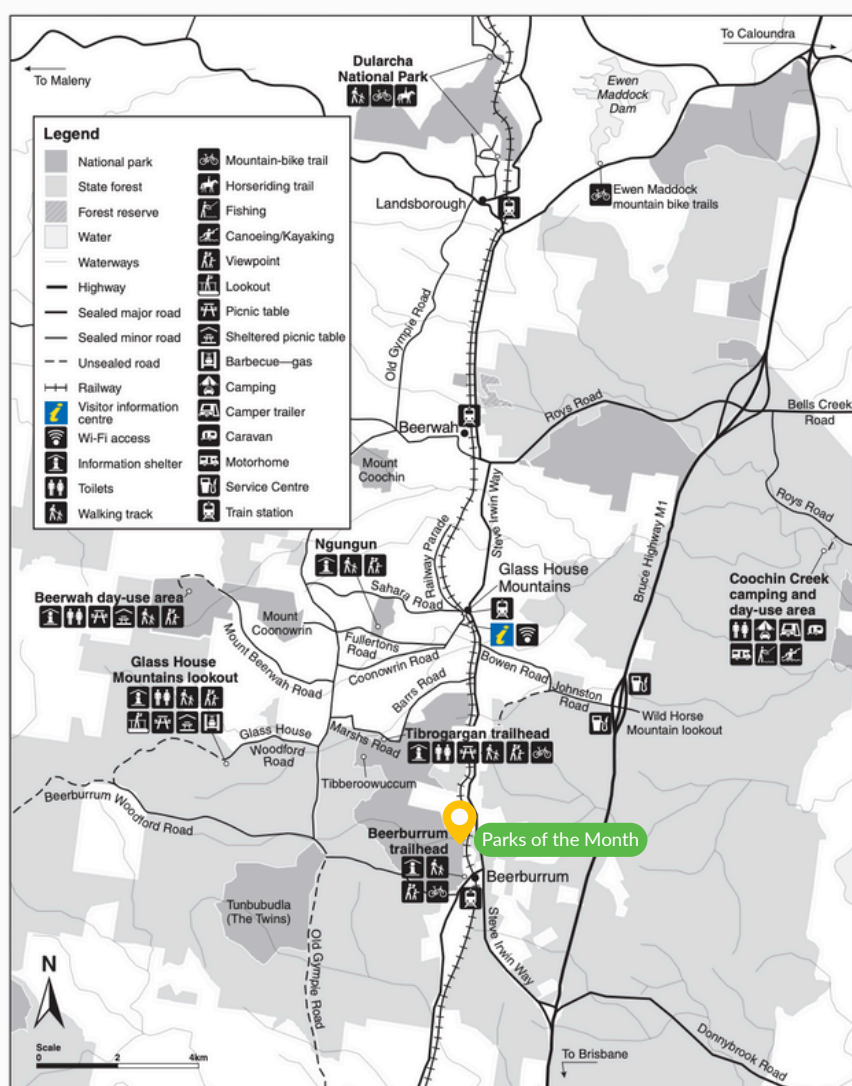 To Caloundra
To Maleny
Dularcha
National Park
Ewen
Maddock
Dam
Legend
National park
State forest
Forest reserve
Water
Waterways
Highway
Sealed major road
Sealed minor road
Unsealed road
Railway
Visitor information
centre
Wi-Fi access
Information shelter
Toilets
Walking track
Mountain-bike trail
Horseriding trail
Fishing
Canoeing/Kayaking
Viewpoint
Lookout
Picnic table
Sheltered picnic table
Barbecue—gas
Camping
Camper trailer
Caravan
Motorhome
Service Centre
Train station
Landsborough
Ewen Maddock
mountain bike trails
Old Gympie Road
Roys Road
Bells Creek
Road
Beerwah
Mount
Coochin
Steve Irwin Way
Railway Parade
Roys Road
Bruce Highway M1
Ngungun
Glass House
Mountains
Sahara Road
Coochin Creek
camping and
day-use area
Beerwah day-use area
Mount
Coonowrin
Fullertons
Road
Coonowrin Road
Mount Beerwah Road
Bowen Road
Barrs Road
Johnston
Road
Glass House
Mountains lookout
Wild Horse
Mountain lookout
Glass House
Woodford
Road
Marshs Road
Tibrogargan trailhead
Tibberoowuccum
Beerburrum Woodford Road
Parks of the Month
Beerburrum
trailhead
Beerburrum
Tunbubudla
(The Twins)
Old Gympie Road
Steve Irwin Way
N
Scale
0 2 4km
To Brisbane
Donnybrook Road